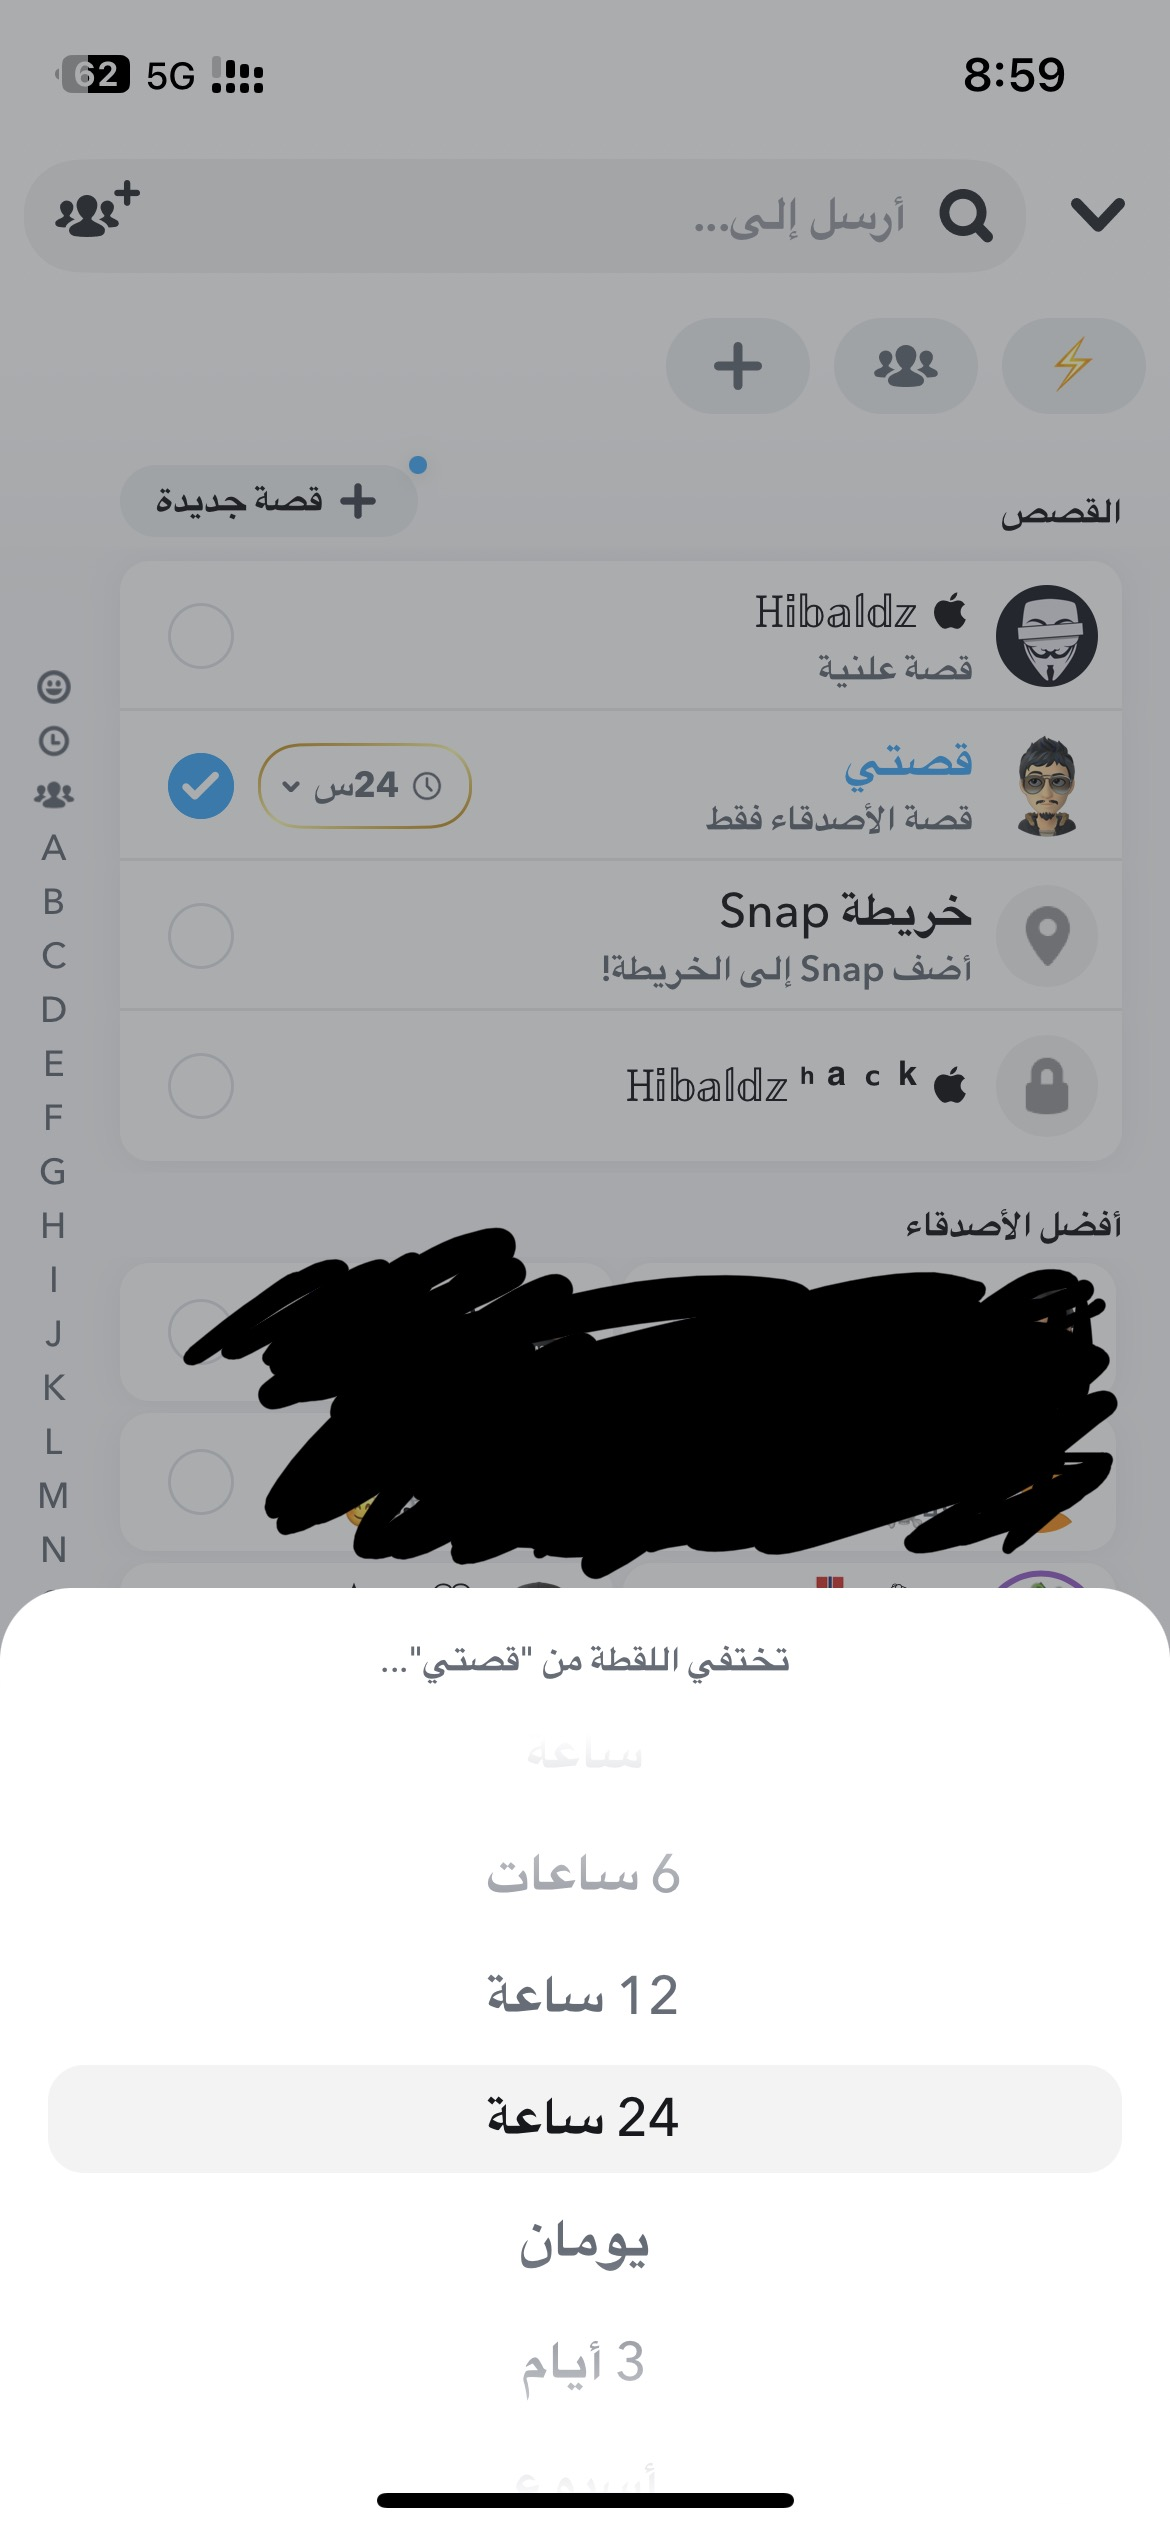 62 5G 8:59
أرسل إلى...
القصص
+ قصة جديدة
Hibaldz
قصة علنية
قصتي
24س
قصة الأصدقاء فقط
خريطة Snap
أضف Snap إلى الخريطة!
Hibaldz ʰ ᵃ ᶜ ᵏ
أفضل الأصدقاء
A
B
C
D
E
F
G
H
I
J
K
L
M
N
تختفي اللقطة من "قصتي"...
ساعة
6 ساعات
12 ساعة
24 ساعة
يومان
3 أيام
أسبوع